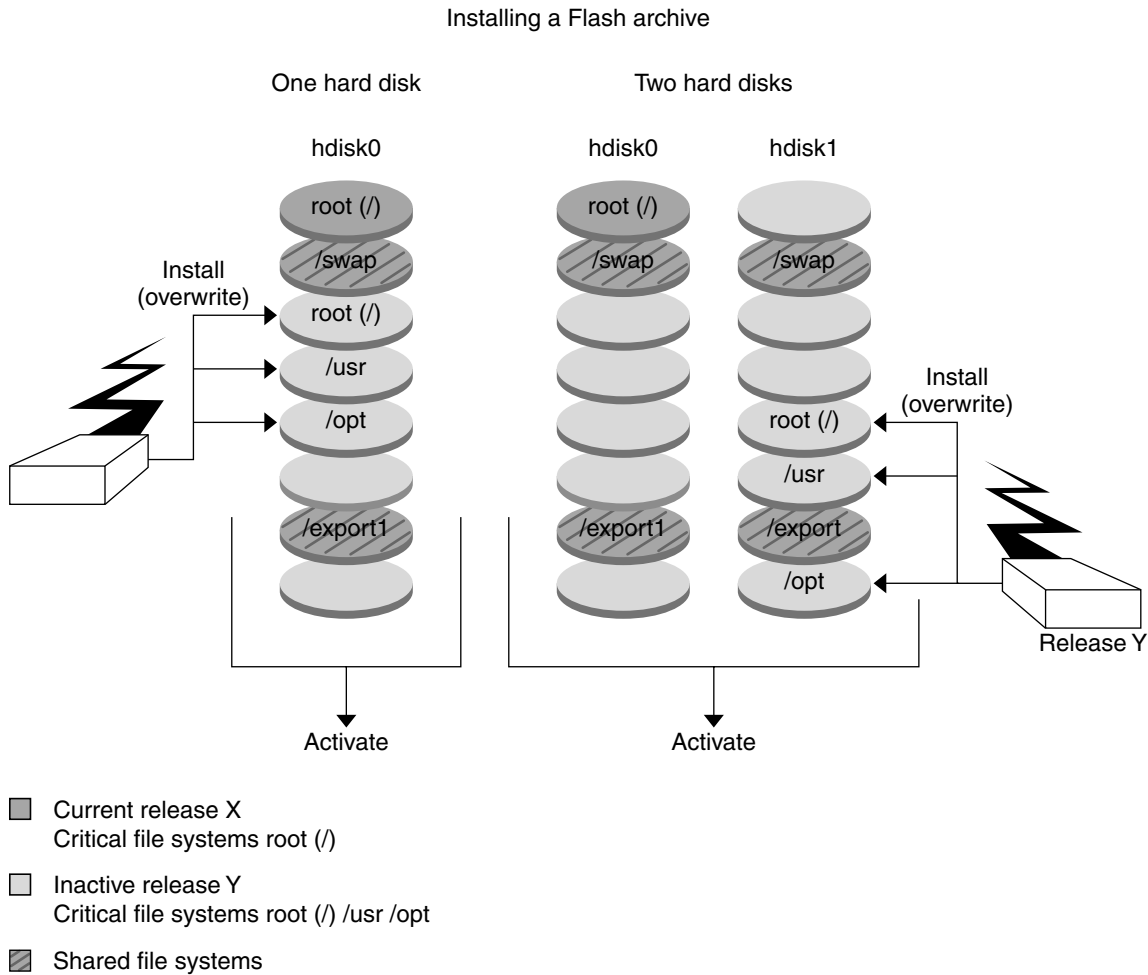 Installing a Flash archive
One hard disk
Two hard disks
hdisk0
hdisk0
hdisk1
root (/)
/swap
root (/)
/usr
/opt
/export1
Install
(overwrite)
root (/)
/swap
/export1
/swap
root (/)
/usr
/export
/opt
Install
(overwrite)
Release Y
Activate
Activate
Current release X
Critical file systems root (/)
Inactive release Y
Critical file systems root (/) /usr /opt
Shared file systems